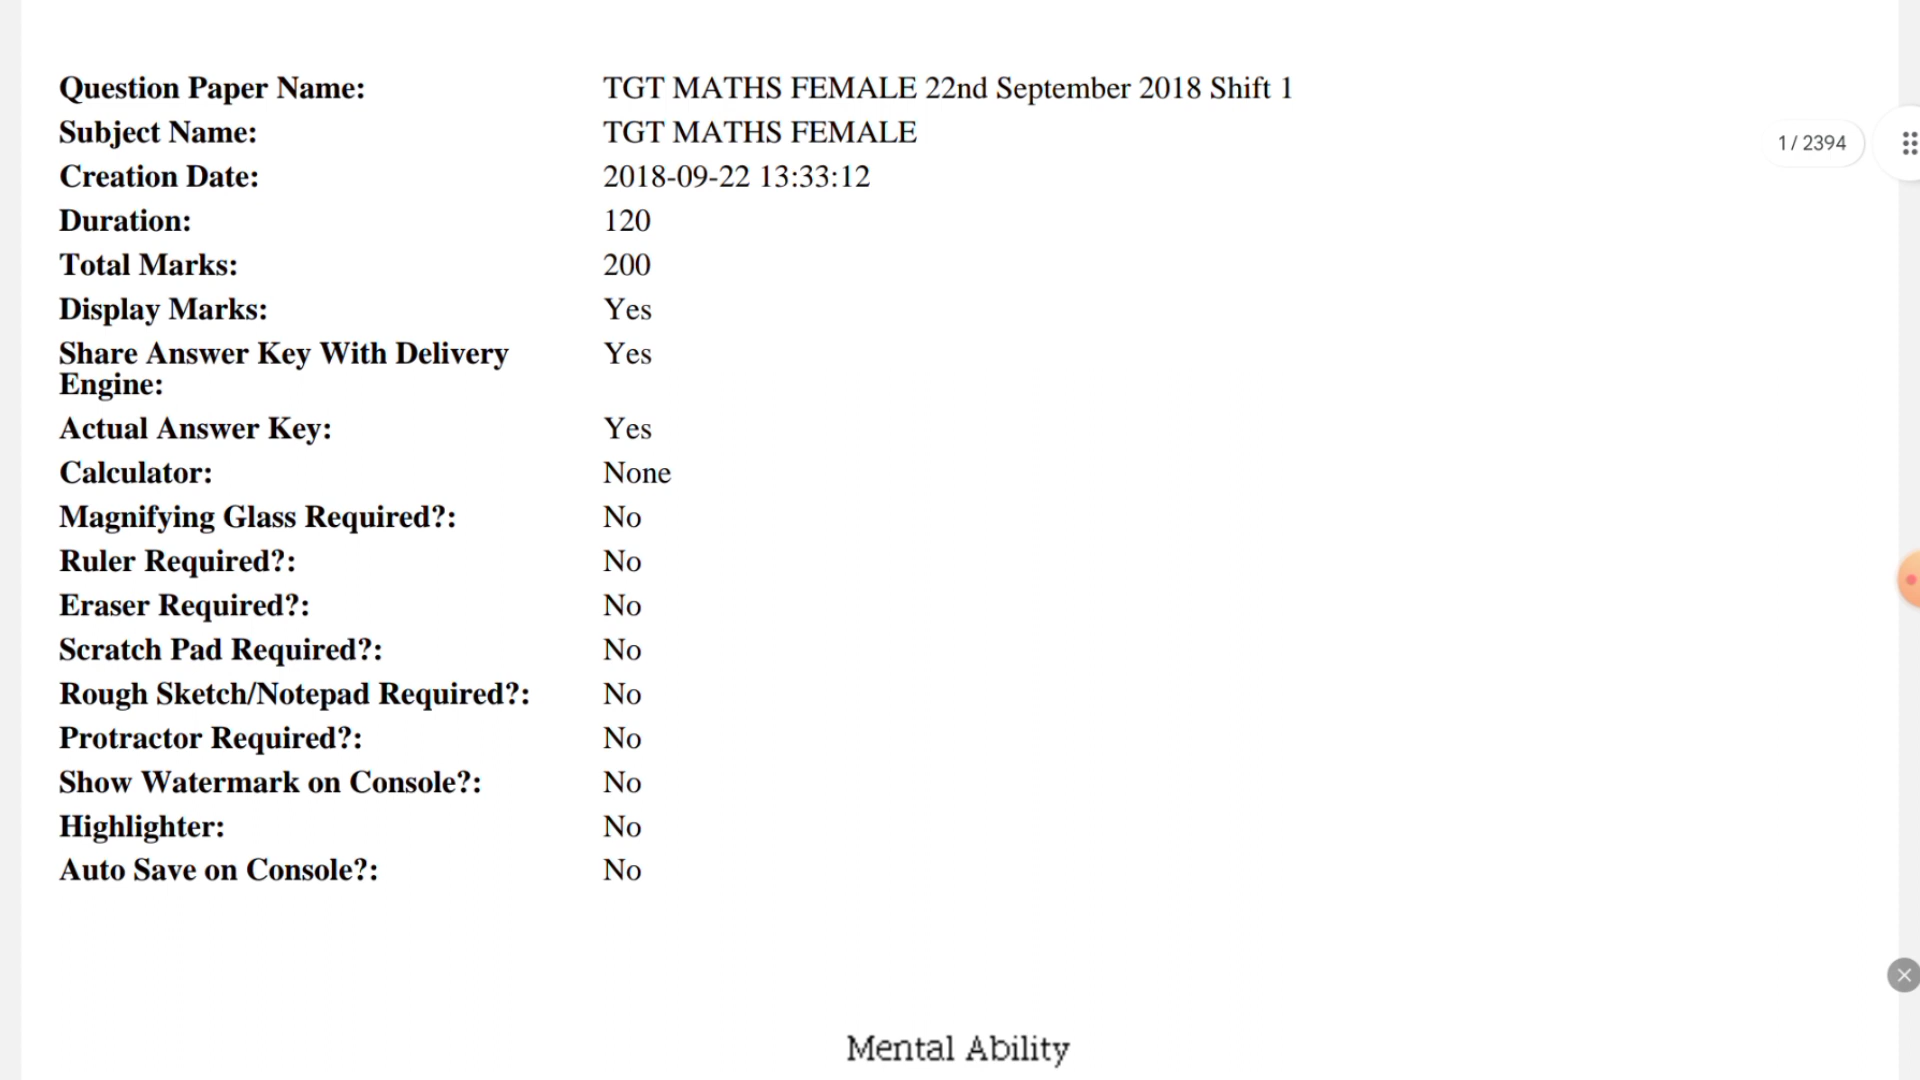 Question Paper Name: TGT MATHS FEMALE 22nd September 2018 Shift 1
Subject Name: TGT MATHS FEMALE
1 / 2394
Creation Date: 2018-09-22 13:33:12
Duration: 120
Total Marks: 200
Display Marks: Yes
Share Answer Key With Delivery Yes
Engine:
Actual Answer Key: Yes
Calculator: None
Magnifying Glass Required?: No
Ruler Required?: No
Eraser Required?: No
Scratch Pad Required?: No
Rough Sketch/Notepad Required?: No
Protractor Required?: No
Show Watermark on Console?: No
Highlighter: No
Auto Save on Console?: No
Mental Ability